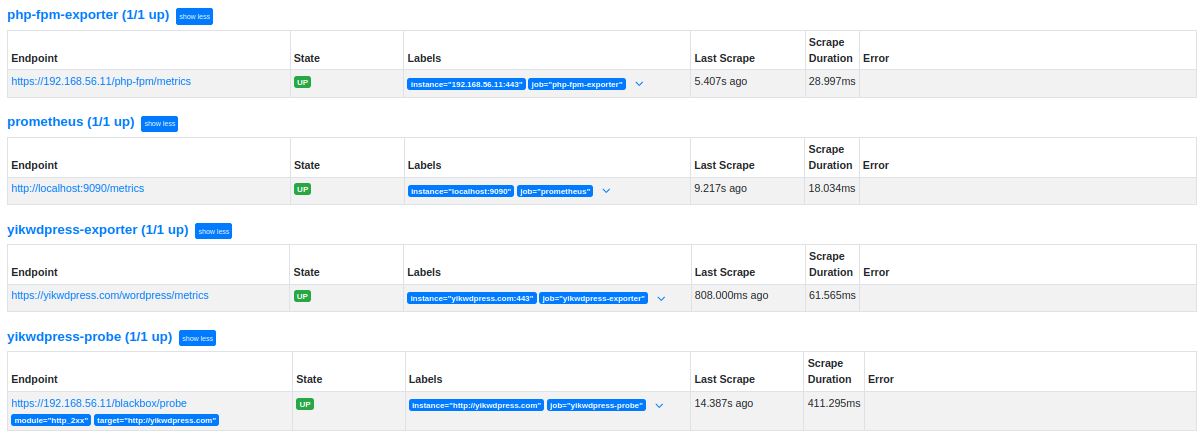 php-fpm-exporter (1/1 up) show less
Endpoint State Labels Last Scrape Scrape Duration Error
https://192.168.56.11/php-fpm/metrics UP instance="192.168.56.11:443" job="php-fpm-exporter" 5.407s ago 28.997ms
prometheus (1/1 up) show less
Endpoint State Labels Last Scrape Scrape Duration Error
http://localhost:9090/metrics UP instance="localhost:9090" job="prometheus" 9.217s ago 18.034ms
yikwdpress-exporter (1/1 up) show less
Endpoint State Labels Last Scrape Scrape Duration Error
https://yikwdpress.com/wordpress/metrics UP instance="yikwdpress.com:443" job="yikwdpress-exporter" 808.000ms ago 61.565ms
yikwdpress-probe (1/1 up) show less
Endpoint State Labels Last Scrape Scrape Duration Error
https://192.168.56.11/blackbox/probe UP instance="http://yikwdpress.com" job="yikwdpress-probe" 14.387s ago 411.295ms
module="http_2xx" target="http://yikwdpress.com"